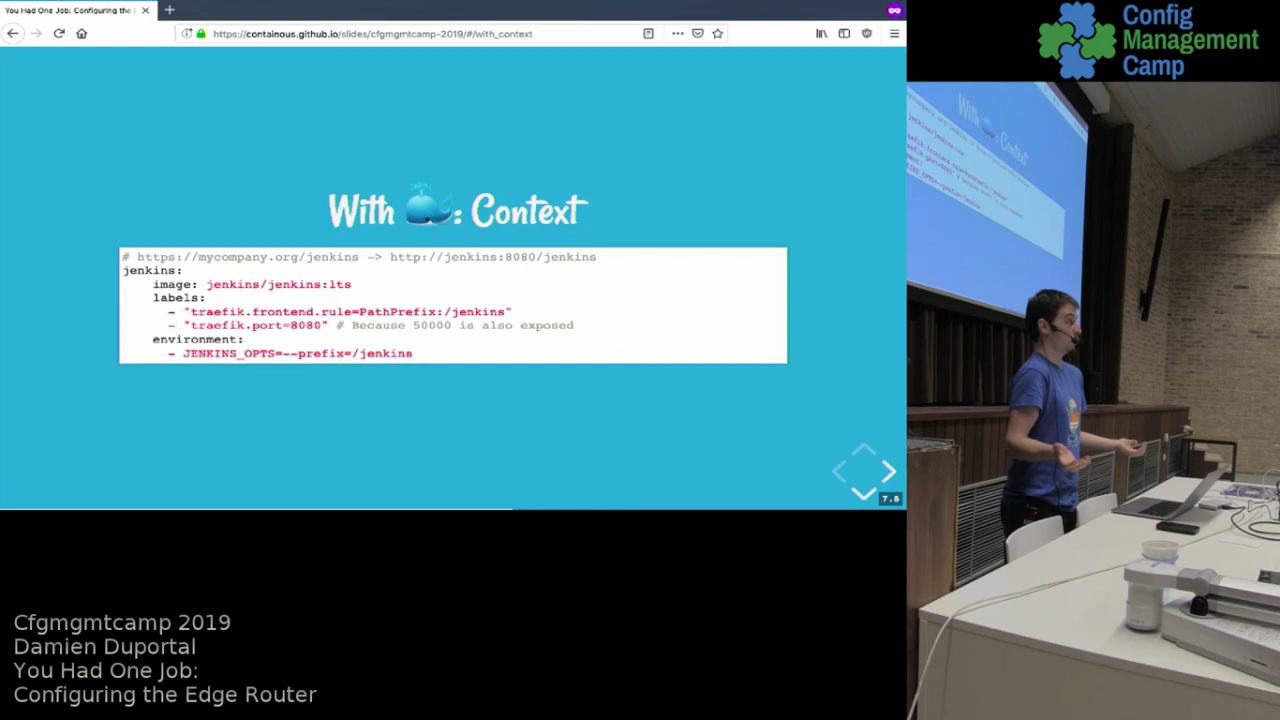 You Had One Job: Configuring the
https://containous.github.io/slides/cfgmgmtcamp-2019/#/with_context
Config
Management
Camp
With : Context
# https://mycompany.org/jenkins -> http://jenkins:8080/jenkins
jenkins:
image: jenkins/jenkins:lts
labels:
- "traefik.frontend.rule=PathPrefix:/jenkins"
- "traefik.port=8080" # Because 50000 is also exposed
environment:
- JENKINS_OPTS=--prefix=/jenkins
7.5
With : Context
Cfgmgmtcamp 2019
Damien Duportal
You Had One Job:
Configuring the Edge Router